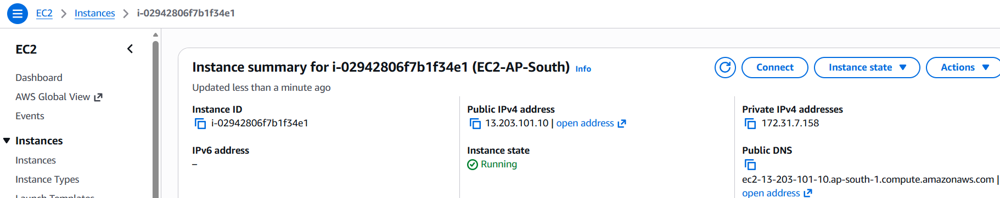 EC2 > Instances > i-02942806f7b1f34e1
EC2
Dashboard
AWS Global View
Events
Instances
Instances
Instance Types
Launch Templates
Instance summary for i-02942806f7b1f34e1 (EC2-AP-South) Info
Updated less than a minute ago
Connect
Instance state
Actions
Instance ID
i-02942806f7b1f34e1
IPv6 address
–
Public IPv4 address
13.203.101.10 | open address
Instance state
Running
Private IPv4 addresses
172.31.7.158
Public DNS
ec2-13-203-101-10.ap-south-1.compute.amazonaws.com |
open address